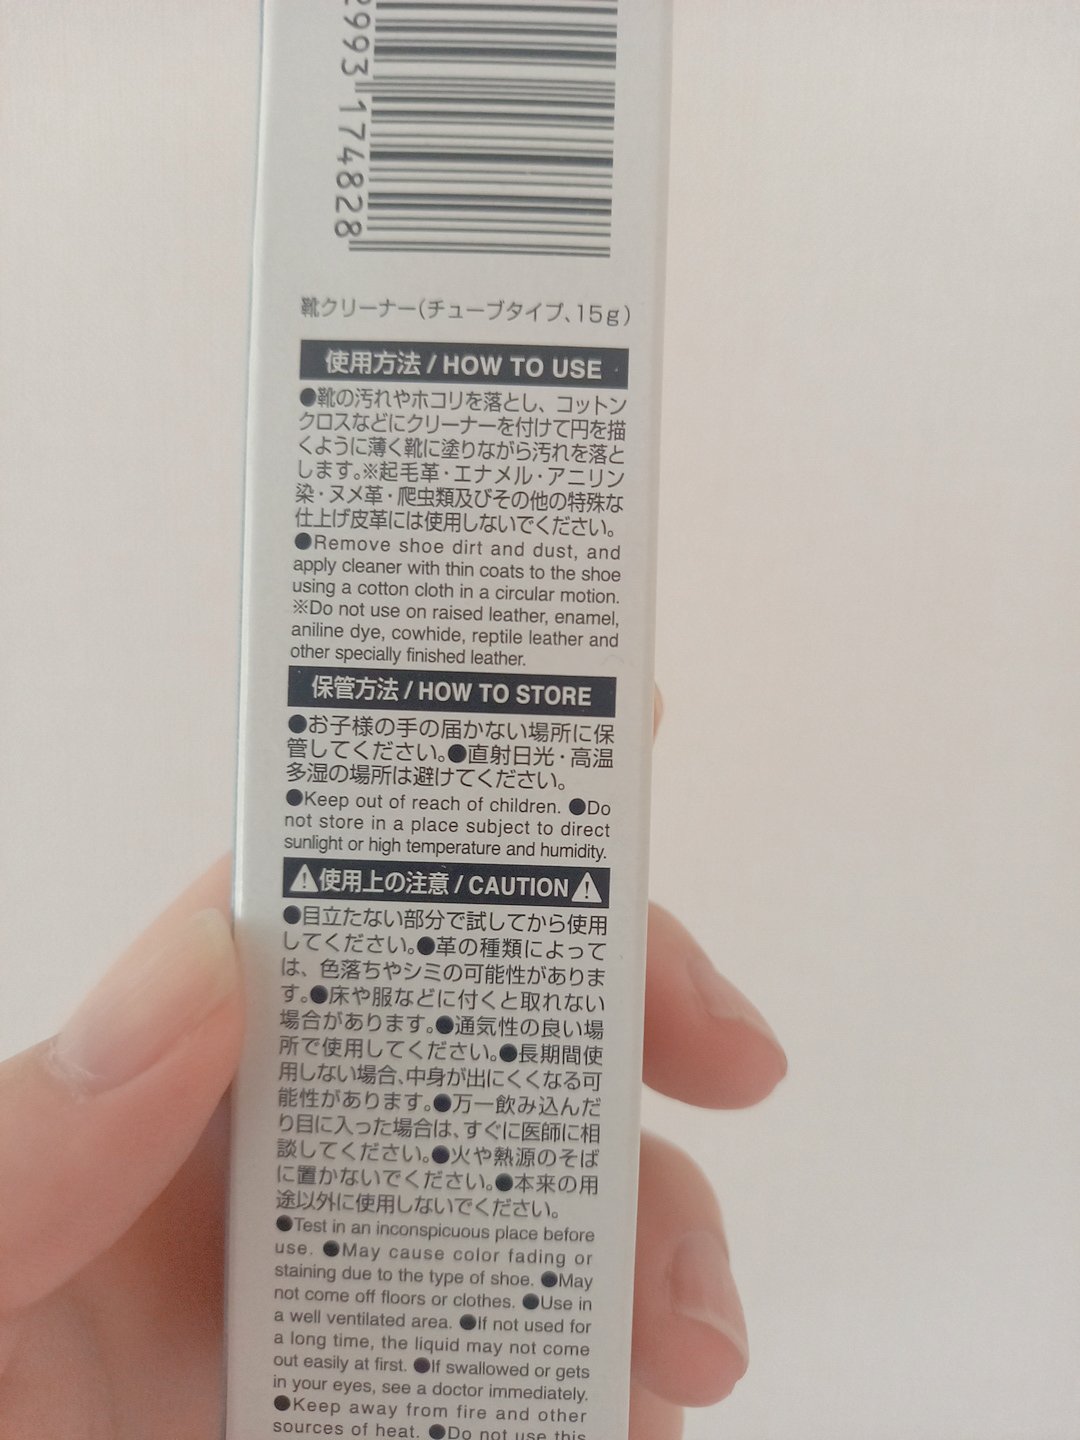 2993 174828
靴クリーナー(チューブタイプ、15g)
使用方法 / HOW TO USE
●靴の汚れやホコリを落とし、コットン
クロスなどにクリーナーを付けて円を描
くように薄く靴に塗りながら汚れを落と
します。※起毛革・エナメル・アニリン
染・ヌメ革・爬虫類及びその他の特殊な
仕上げ皮革には使用しないでください。
●Remove shoe dirt and dust, and
apply cleaner with thin coats to the shoe
using a cotton cloth in a circular motion.
※Do not use on raised leather, enamel,
aniline dye, cowhide, reptile leather and
other specially finished leather.
保管方法 / HOW TO STORE
●お子様の手の届かない場所に保
管してください。●直射日光・高温
多湿の場所は避けてください。
●Keep out of reach of children. ●Do
not store in a place subject to direct
sunlight or high temperature and humidity.
使用上の注意 / CAUTION
●目立たない部分で試してから使用
してください。●革の種類によって
は、色落ちやシミの可能性がありま
す。●床や服などに付くと取れない
場合があります。●通気性の良い場
所で使用してください。●長期間使
用しない場合、中身が出にくくなる可
能性があります。●万一飲み込んだ
り目に入った場合は、すぐに医師に相
談してください。●火や熱源のそば
に置かないでください。●本来の用
途以外に使用しないでください。
●Test in an inconspicuous place before
use. ●May cause color fading or
staining due to the type of shoe. ●May
not come off floors or clothes. ●Use in
a well ventilated area. ●If not used for
a long time, the liquid may not come
out easily at first. ●If swallowed or gets
in your eyes, see a doctor immediately.
●Keep away from fire and other
sources of heat. ●Do not use this